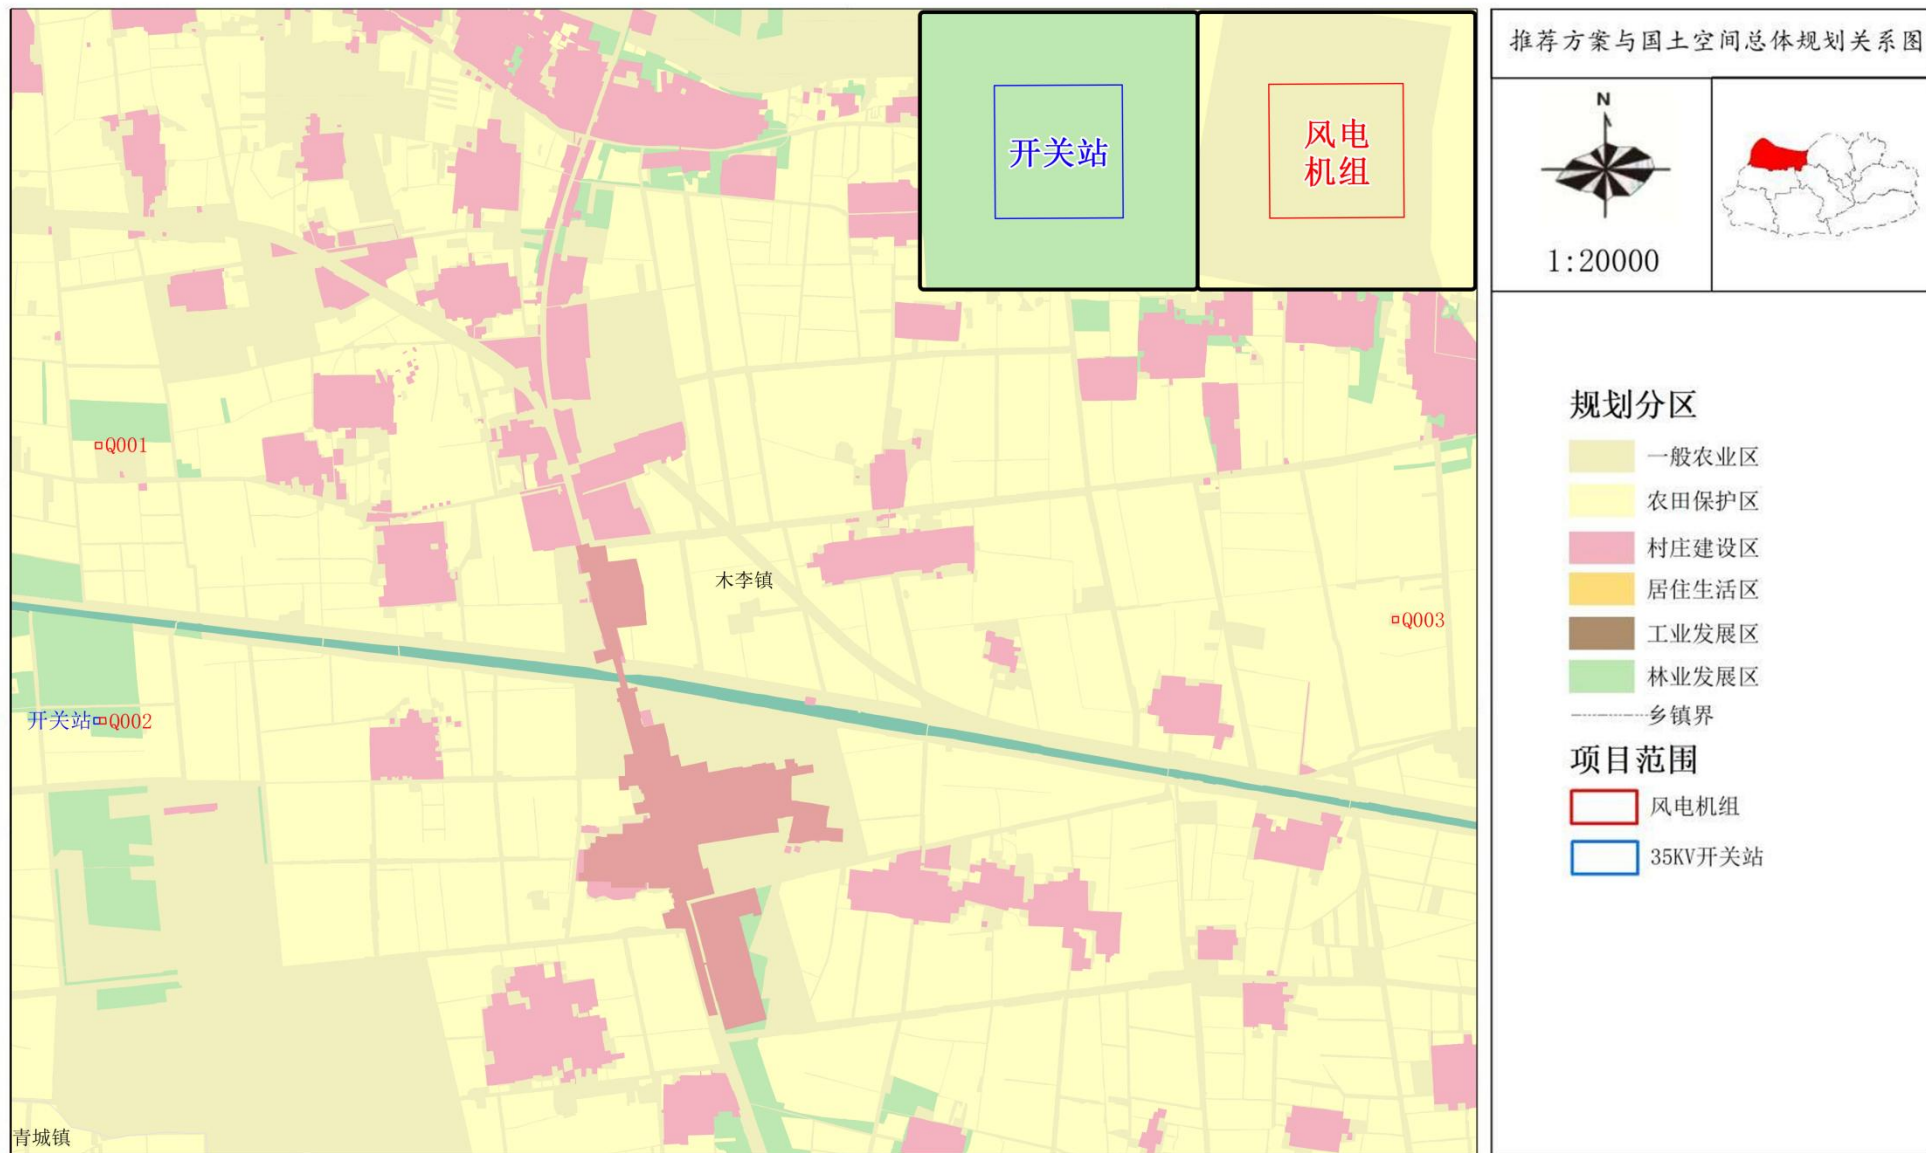 推荐方案与国土空间总体规划关系图
N
1:20000
开关站
风电
机组
规划分区
一般农业区
农田保护区
村庄建设区
居住生活区
工业发展区
林业发展区
乡镇界
项目范围
风电机组
35KV开关站
Q001
木李镇
Q003
开关站
Q002
青城镇